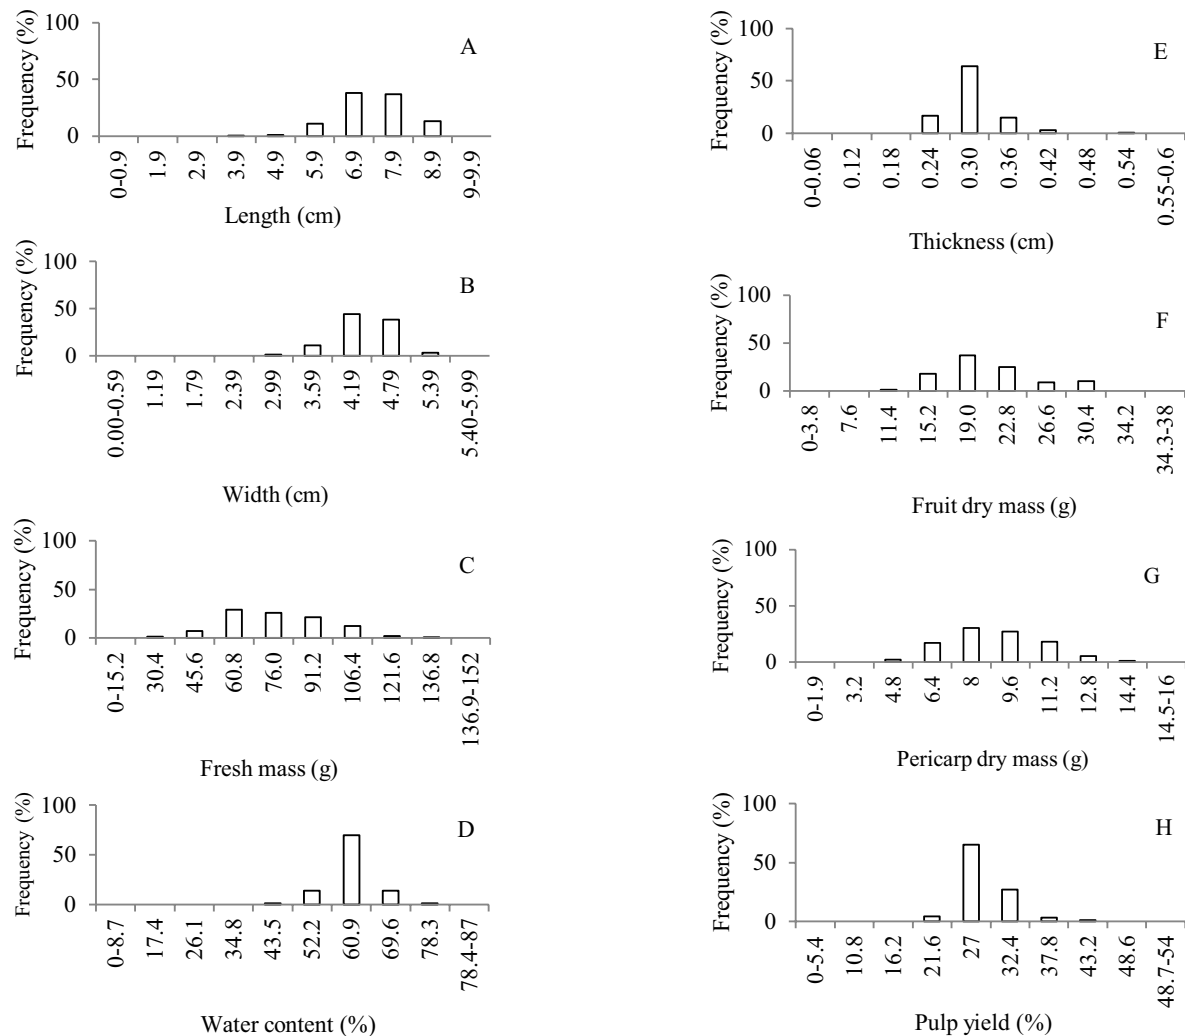 Frequency (%)
100
50
0
A
0-0.9 1.9 2.9 3.9 4.9 5.9 6.9 7.9 8.9 9-9.9
Length (cm)
Frequency (%)
100
50
0
B
0.00-0.59 1.19 1.79 2.39 2.99 3.59 4.19 4.79 5.39 5.40-5.99
Width (cm)
Frequency (%)
100
50
0
C
0-15.2 30.4 45.6 60.8 76.0 91.2 106.4 121.6 136.8 136.9-152
Fresh mass (g)
Frequency (%)
100
50
0
D
0-8.7 17.4 26.1 34.8 43.5 52.2 60.9 69.6 78.3 78.4-87
Water content (%)
Frequency (%)
100
50
0
E
0-0.06 0.12 0.18 0.24 0.30 0.36 0.42 0.48 0.54 0.55-0.6
Thickness (cm)
Frequency (%)
100
50
0
F
0-3.8 7.6 11.4 15.2 19.0 22.8 26.6 30.4 34.2 34.3-38
Fruit dry mass (g)
Frequency (%)
100
50
0
G
0-1.9 3.2 4.8 6.4 8 9.6 11.2 12.8 14.4 14.5-16
Pericarp dry mass (g)
Frequency (%)
100
50
0
H
0-5.4 10.8 16.2 21.6 27 32.4 37.8 43.2 48.6 48.7-54
Pulp yield (%)